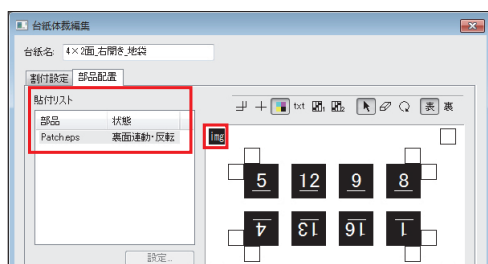 台紙体裁編集
台紙名: 4×2面_右開き_地袋
割付設定 部品配置
貼付リスト
txt 表 裏
部品 状態
Patch.eps 裏面連動・反転
img
5 12 9 8
4 13 16 1
設定...